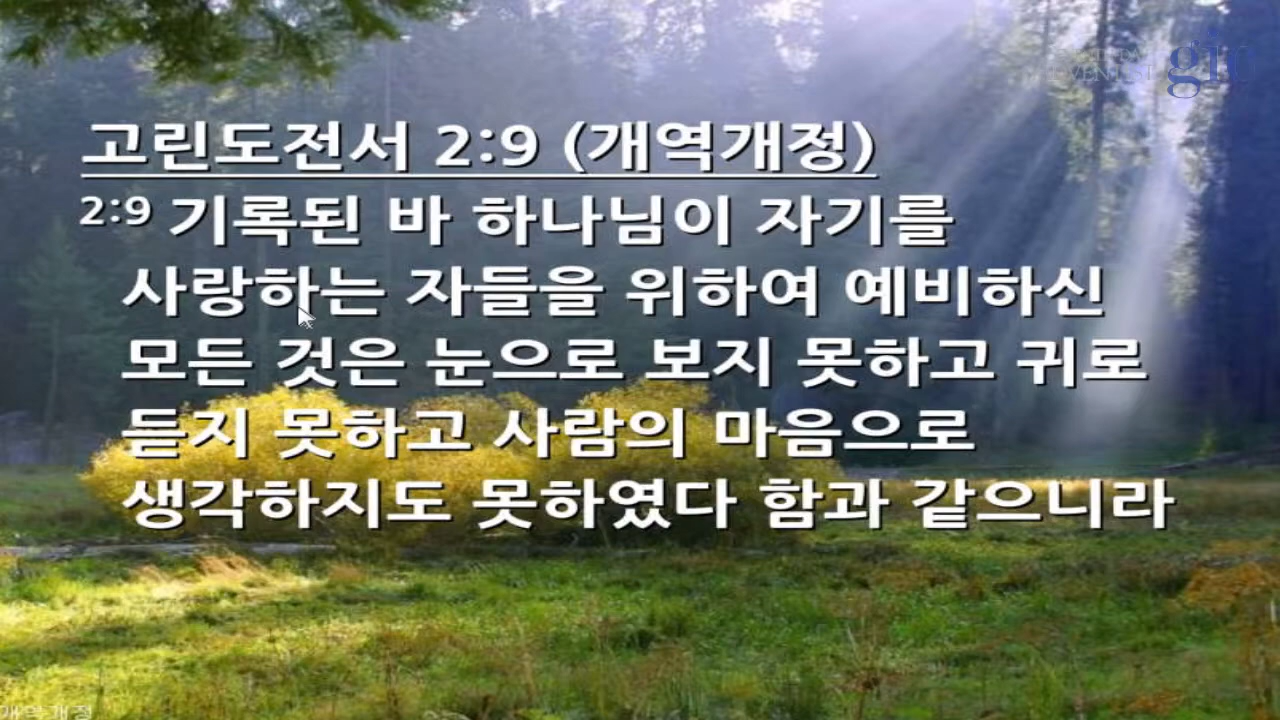 고린도전서 2:9 (개역개정)
2:9 기록된 바 하나님이 자기를
사랑하는 자들을 위하여 예비하신
모든 것은 눈으로 보지 못하고 귀로
듣지 못하고 사람의 마음으로
생각하지도 못하였다 함과 같으니라
개역개정